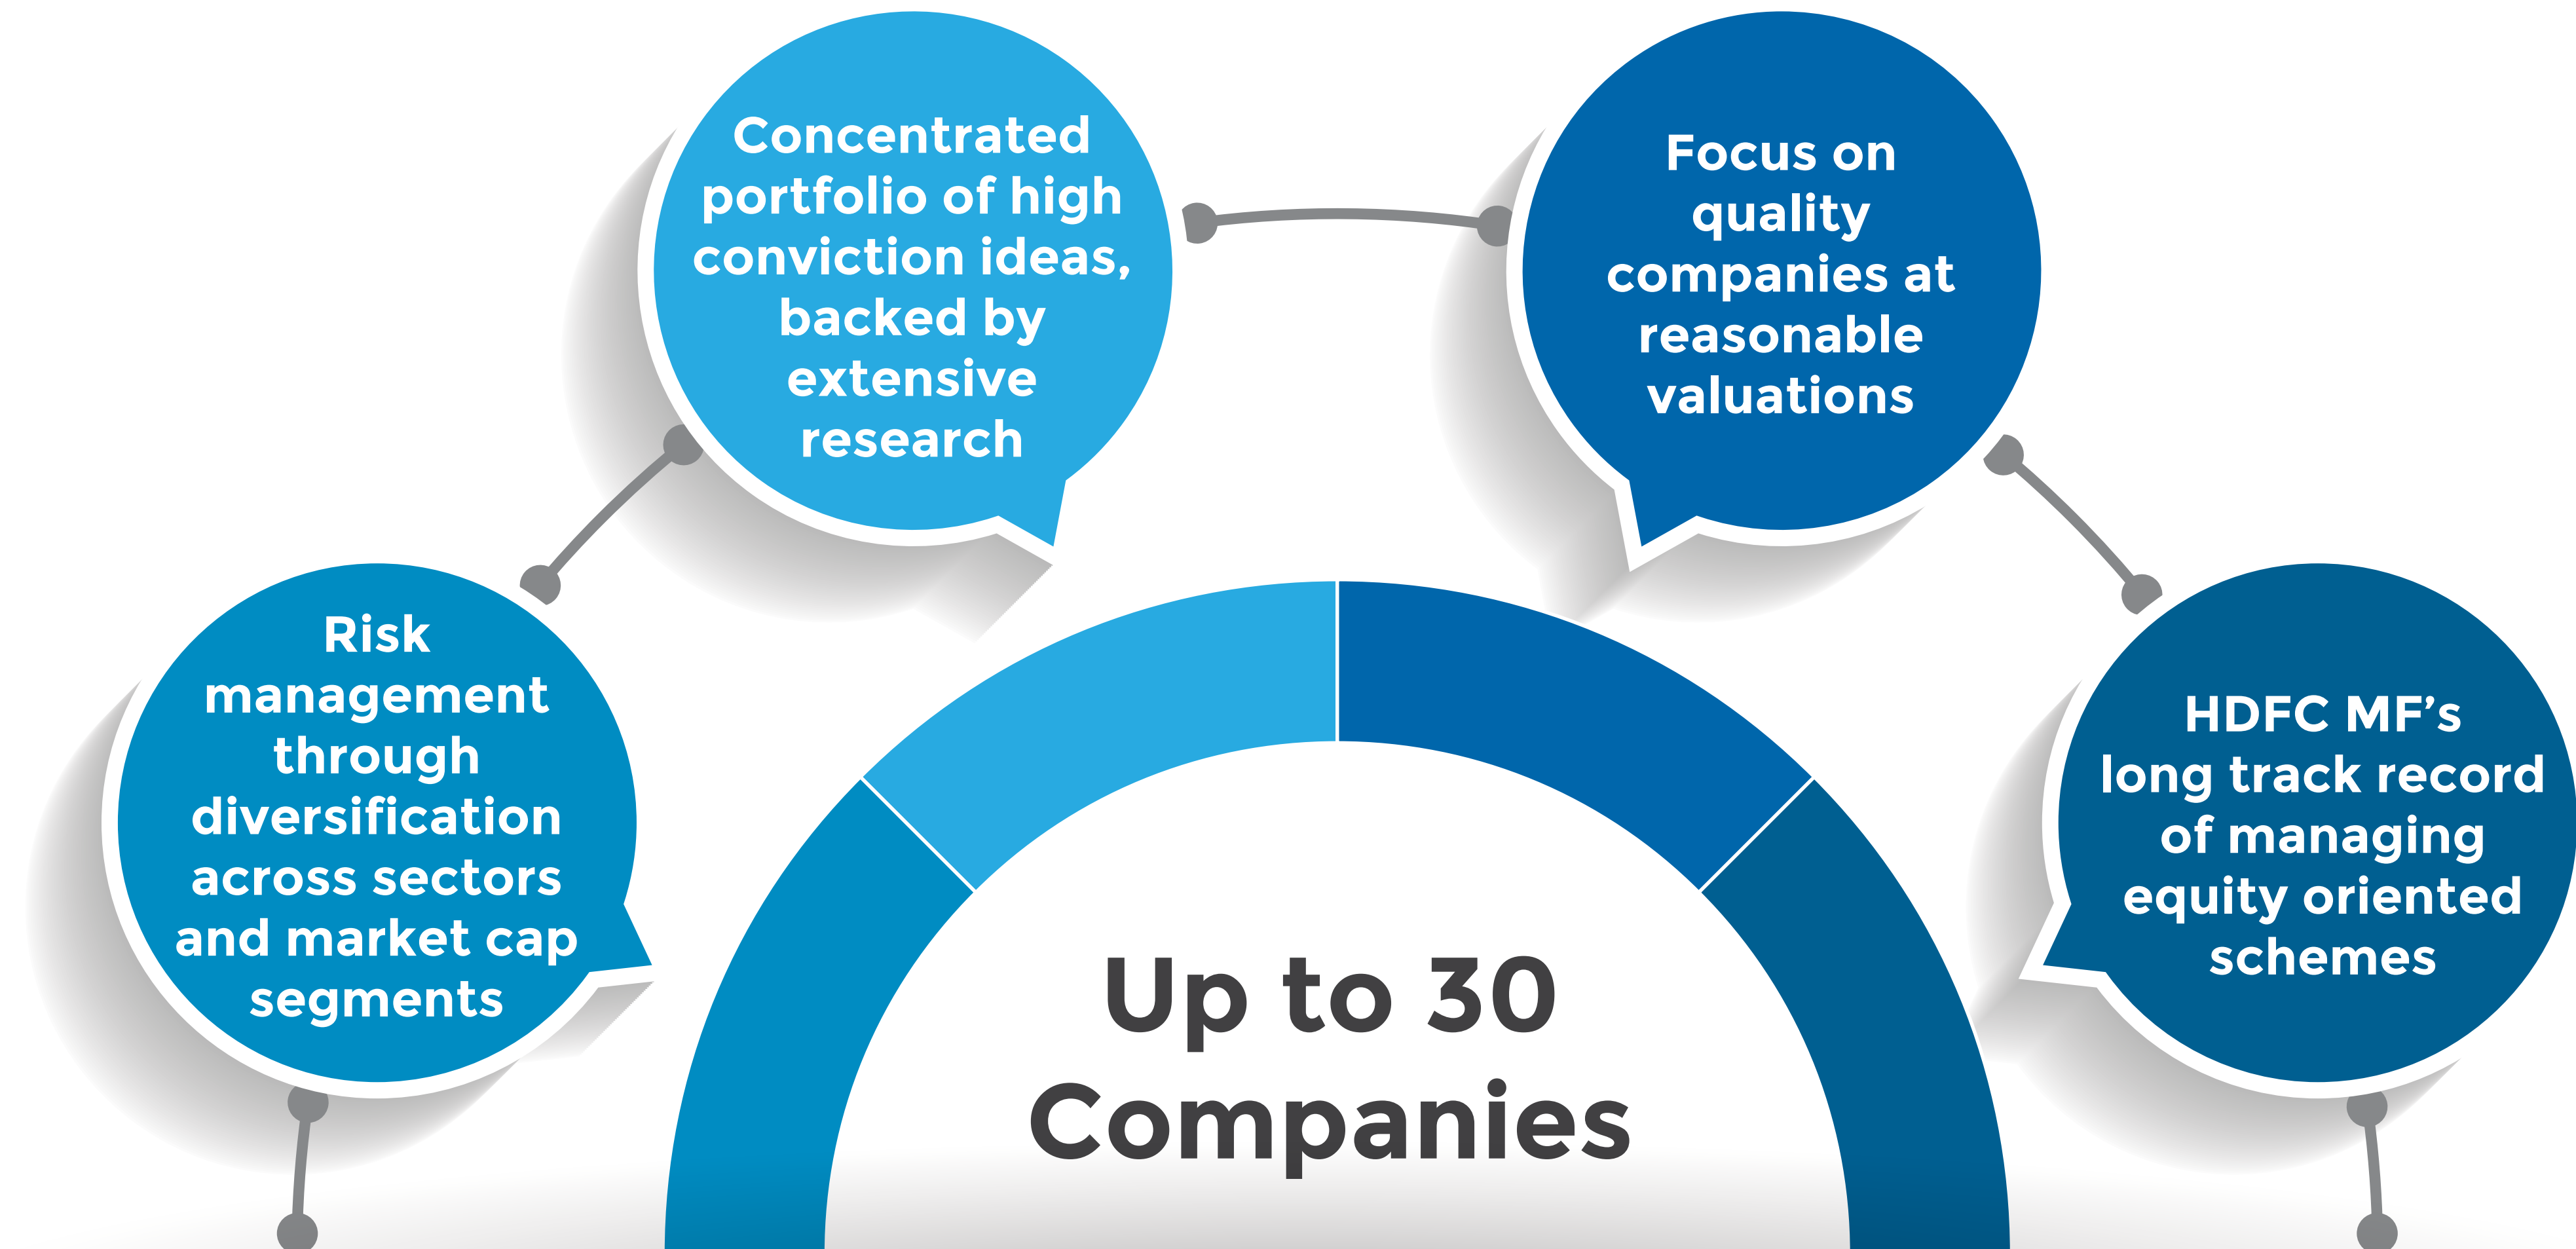 Concentrated
portfolio of high
conviction ideas,
backed by
extensive
research
Focus on
quality
companies at
reasonable
valuations
Risk
management
through
diversification
across sectors
and market cap
segments
HDFC MF’s
long track record
of managing
equity oriented
schemes
Up to 30
Companies